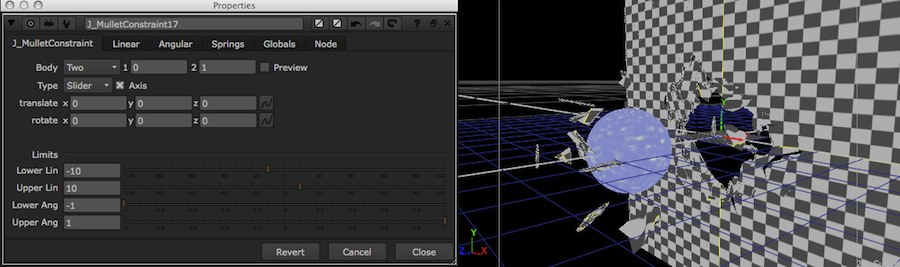 Properties
J_MulletConstraint17
J_MulletConstraint Linear Angular Springs Globals Node
Body Two 1 0 2 1 Preview
Type Slider Axis
translate x 0 y 0 z 0
rotate x 0 y 0 z 0
Limits
Lower Lin -10
Upper Lin 10
Lower Ang -1
Upper Ang 1
Revert Cancel Close
Y
Z X